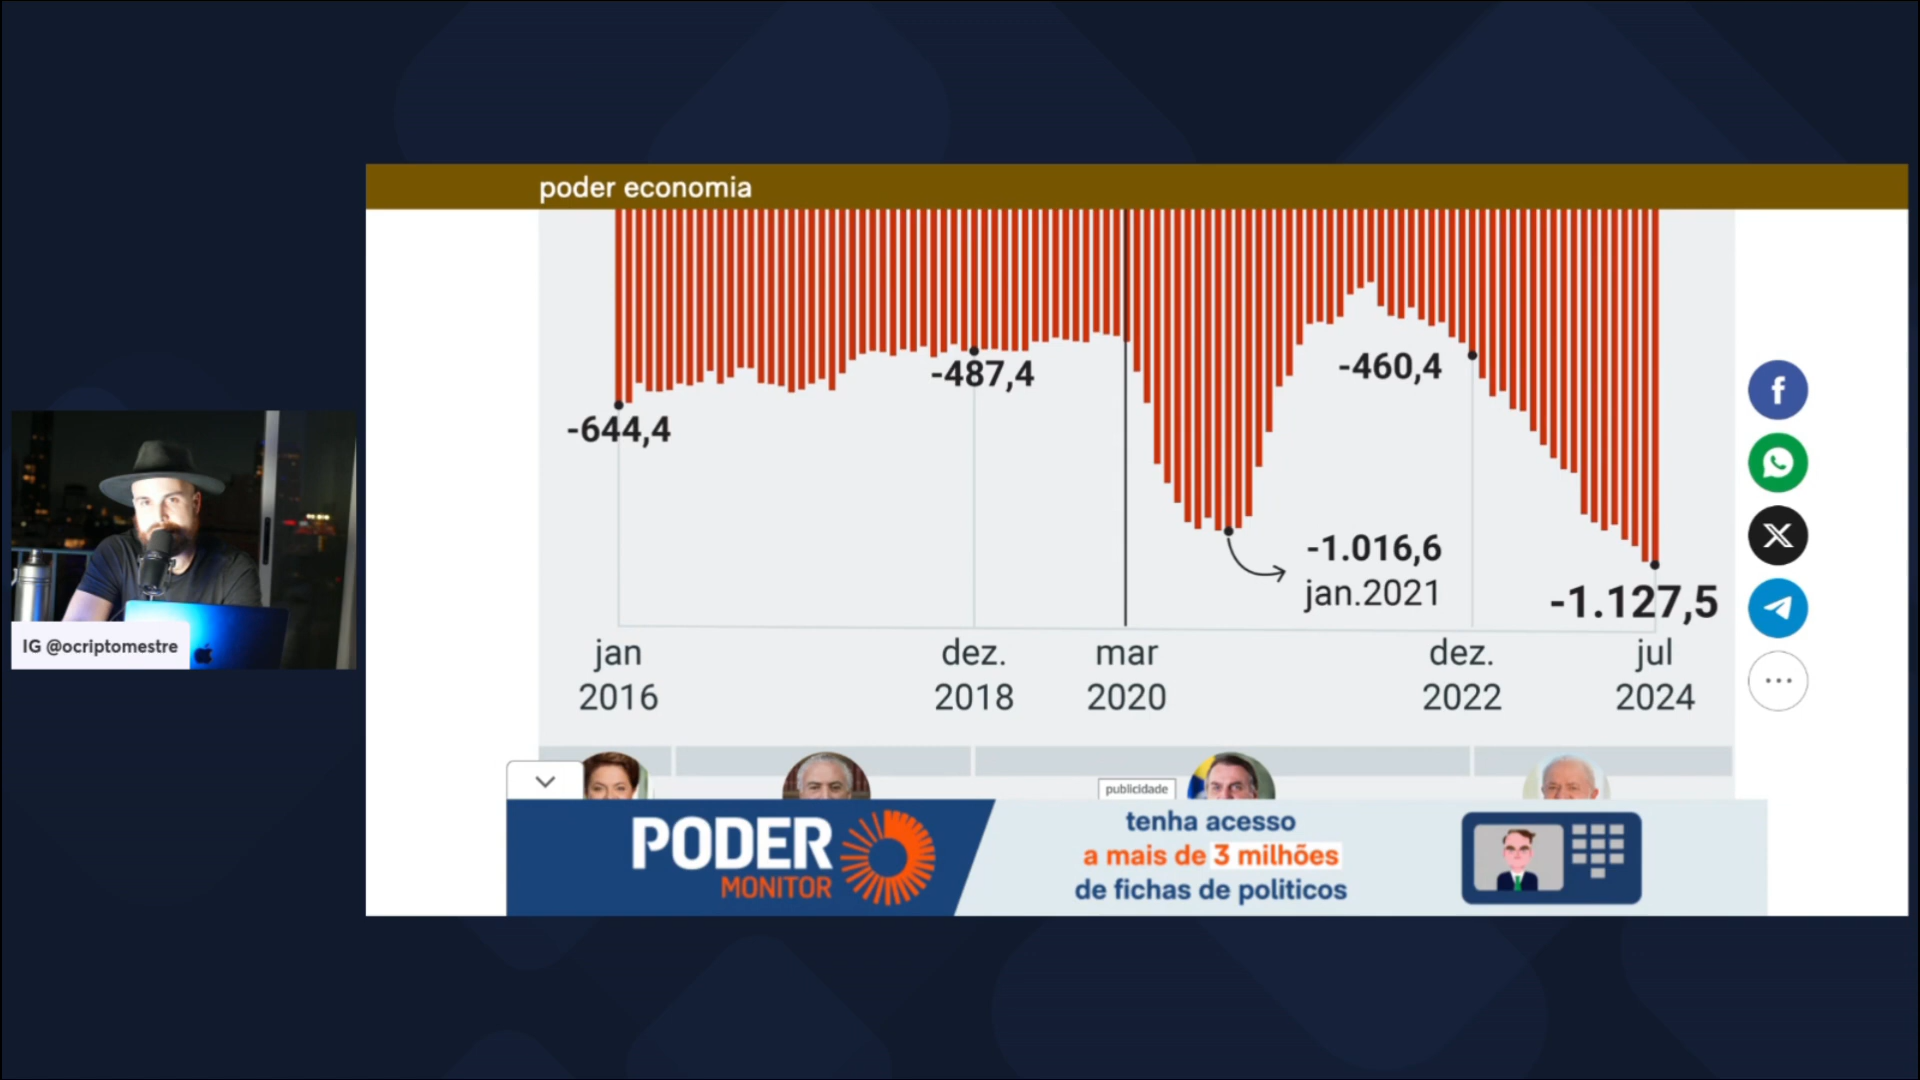 poder economia
-644,4
-487,4
-460,4
-1.016,6
jan.2021
-1.127,5
jan
2016
dez.
2018
mar
2020
dez.
2022
jul
2024
f
X
IG @ocriptomestre
publicidade
PODER
MONITOR
tenha acesso
a mais de 3 milhões
de fichas de politicos